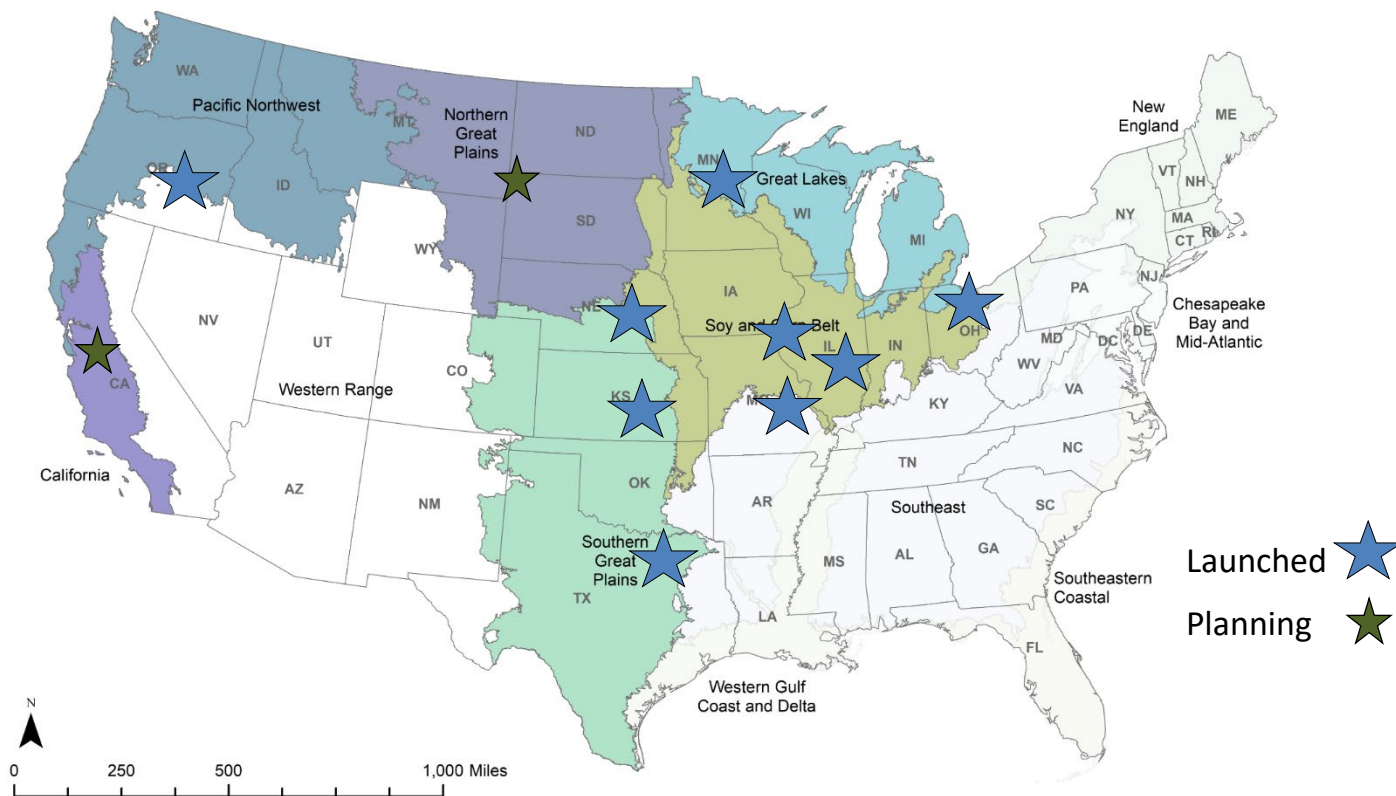 WA
Pacific Northwest
MT
Northern
Great
Plains
ND
MN
Great Lakes
New
England
ME
VT
NH
OR
ID
SD
WI
MI
NY
MA
CT
RI
WY
IA
PA
NJ
NE
Soy and Corn Belt
OH
Chesapeake
Bay and
Mid-Atlantic
NV
UT
CO
IL
IN
MD
DE
DC
WV
VA
Western Range
CA
KS
MO
KY
California
AZ
NM
OK
TN
NC
AR
Southeast
SC
MS
AL
GA
Southern
Great
Plains
TX
LA
Southeastern
Coastal
FL
Western Gulf
Coast and Delta
Launched
Planning
N
0
250
500
1,000 Miles